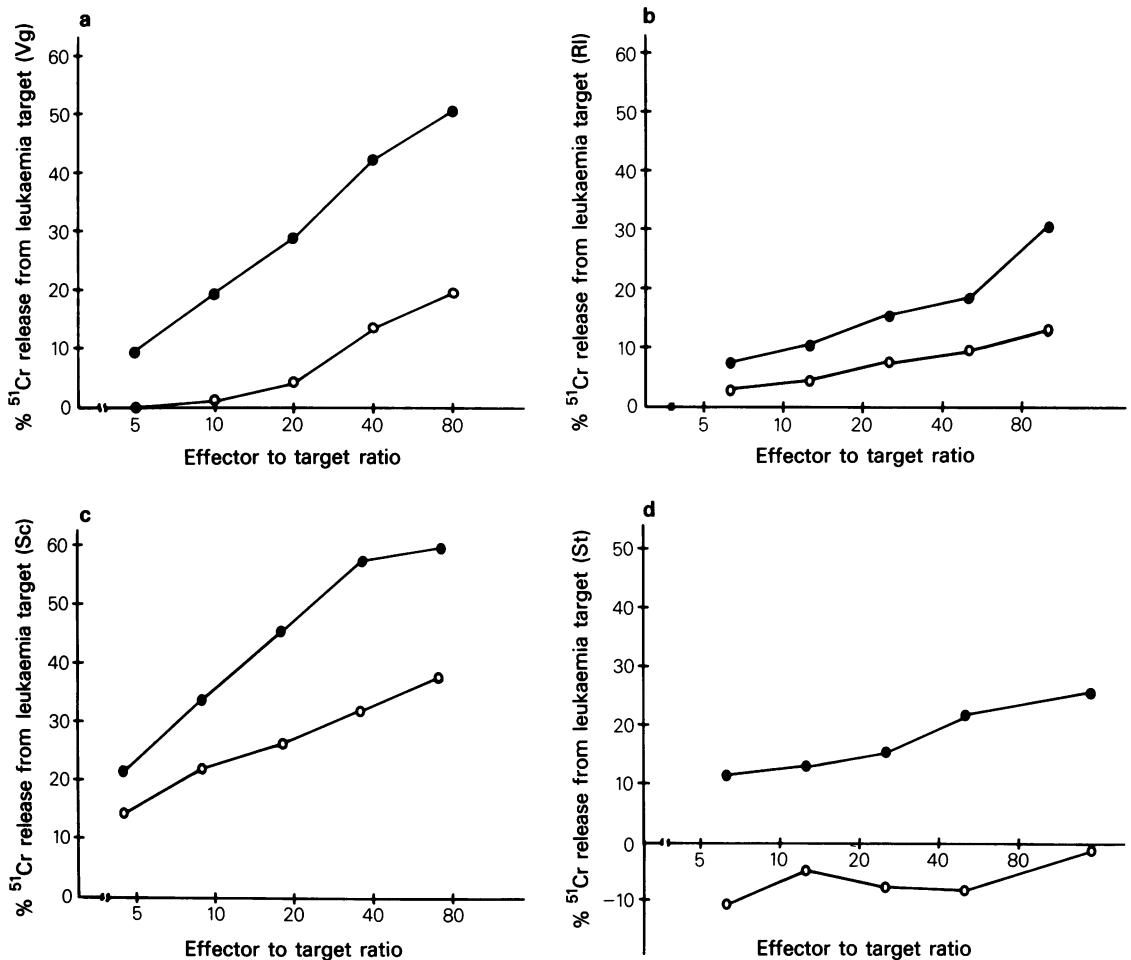 a
% ⁵¹Cr release from leukaemia target (Vg)
60
50
40
30
20
10
0
5 10 20 40 80
Effector to target ratio
b
% ⁵¹Cr release from leukaemia target (Rl)
60
50
40
30
20
10
0
5 10 20 40 80
Effector to target ratio
c
% ⁵¹Cr release from leukaemia target (Sc)
60
50
40
30
20
10
0
5 10 20 40 80
Effector to target ratio
d
% ⁵¹Cr release from leukaemia target (St)
50
40
30
20
10
0
5 10 20 40 80
−10
Effector to target ratio